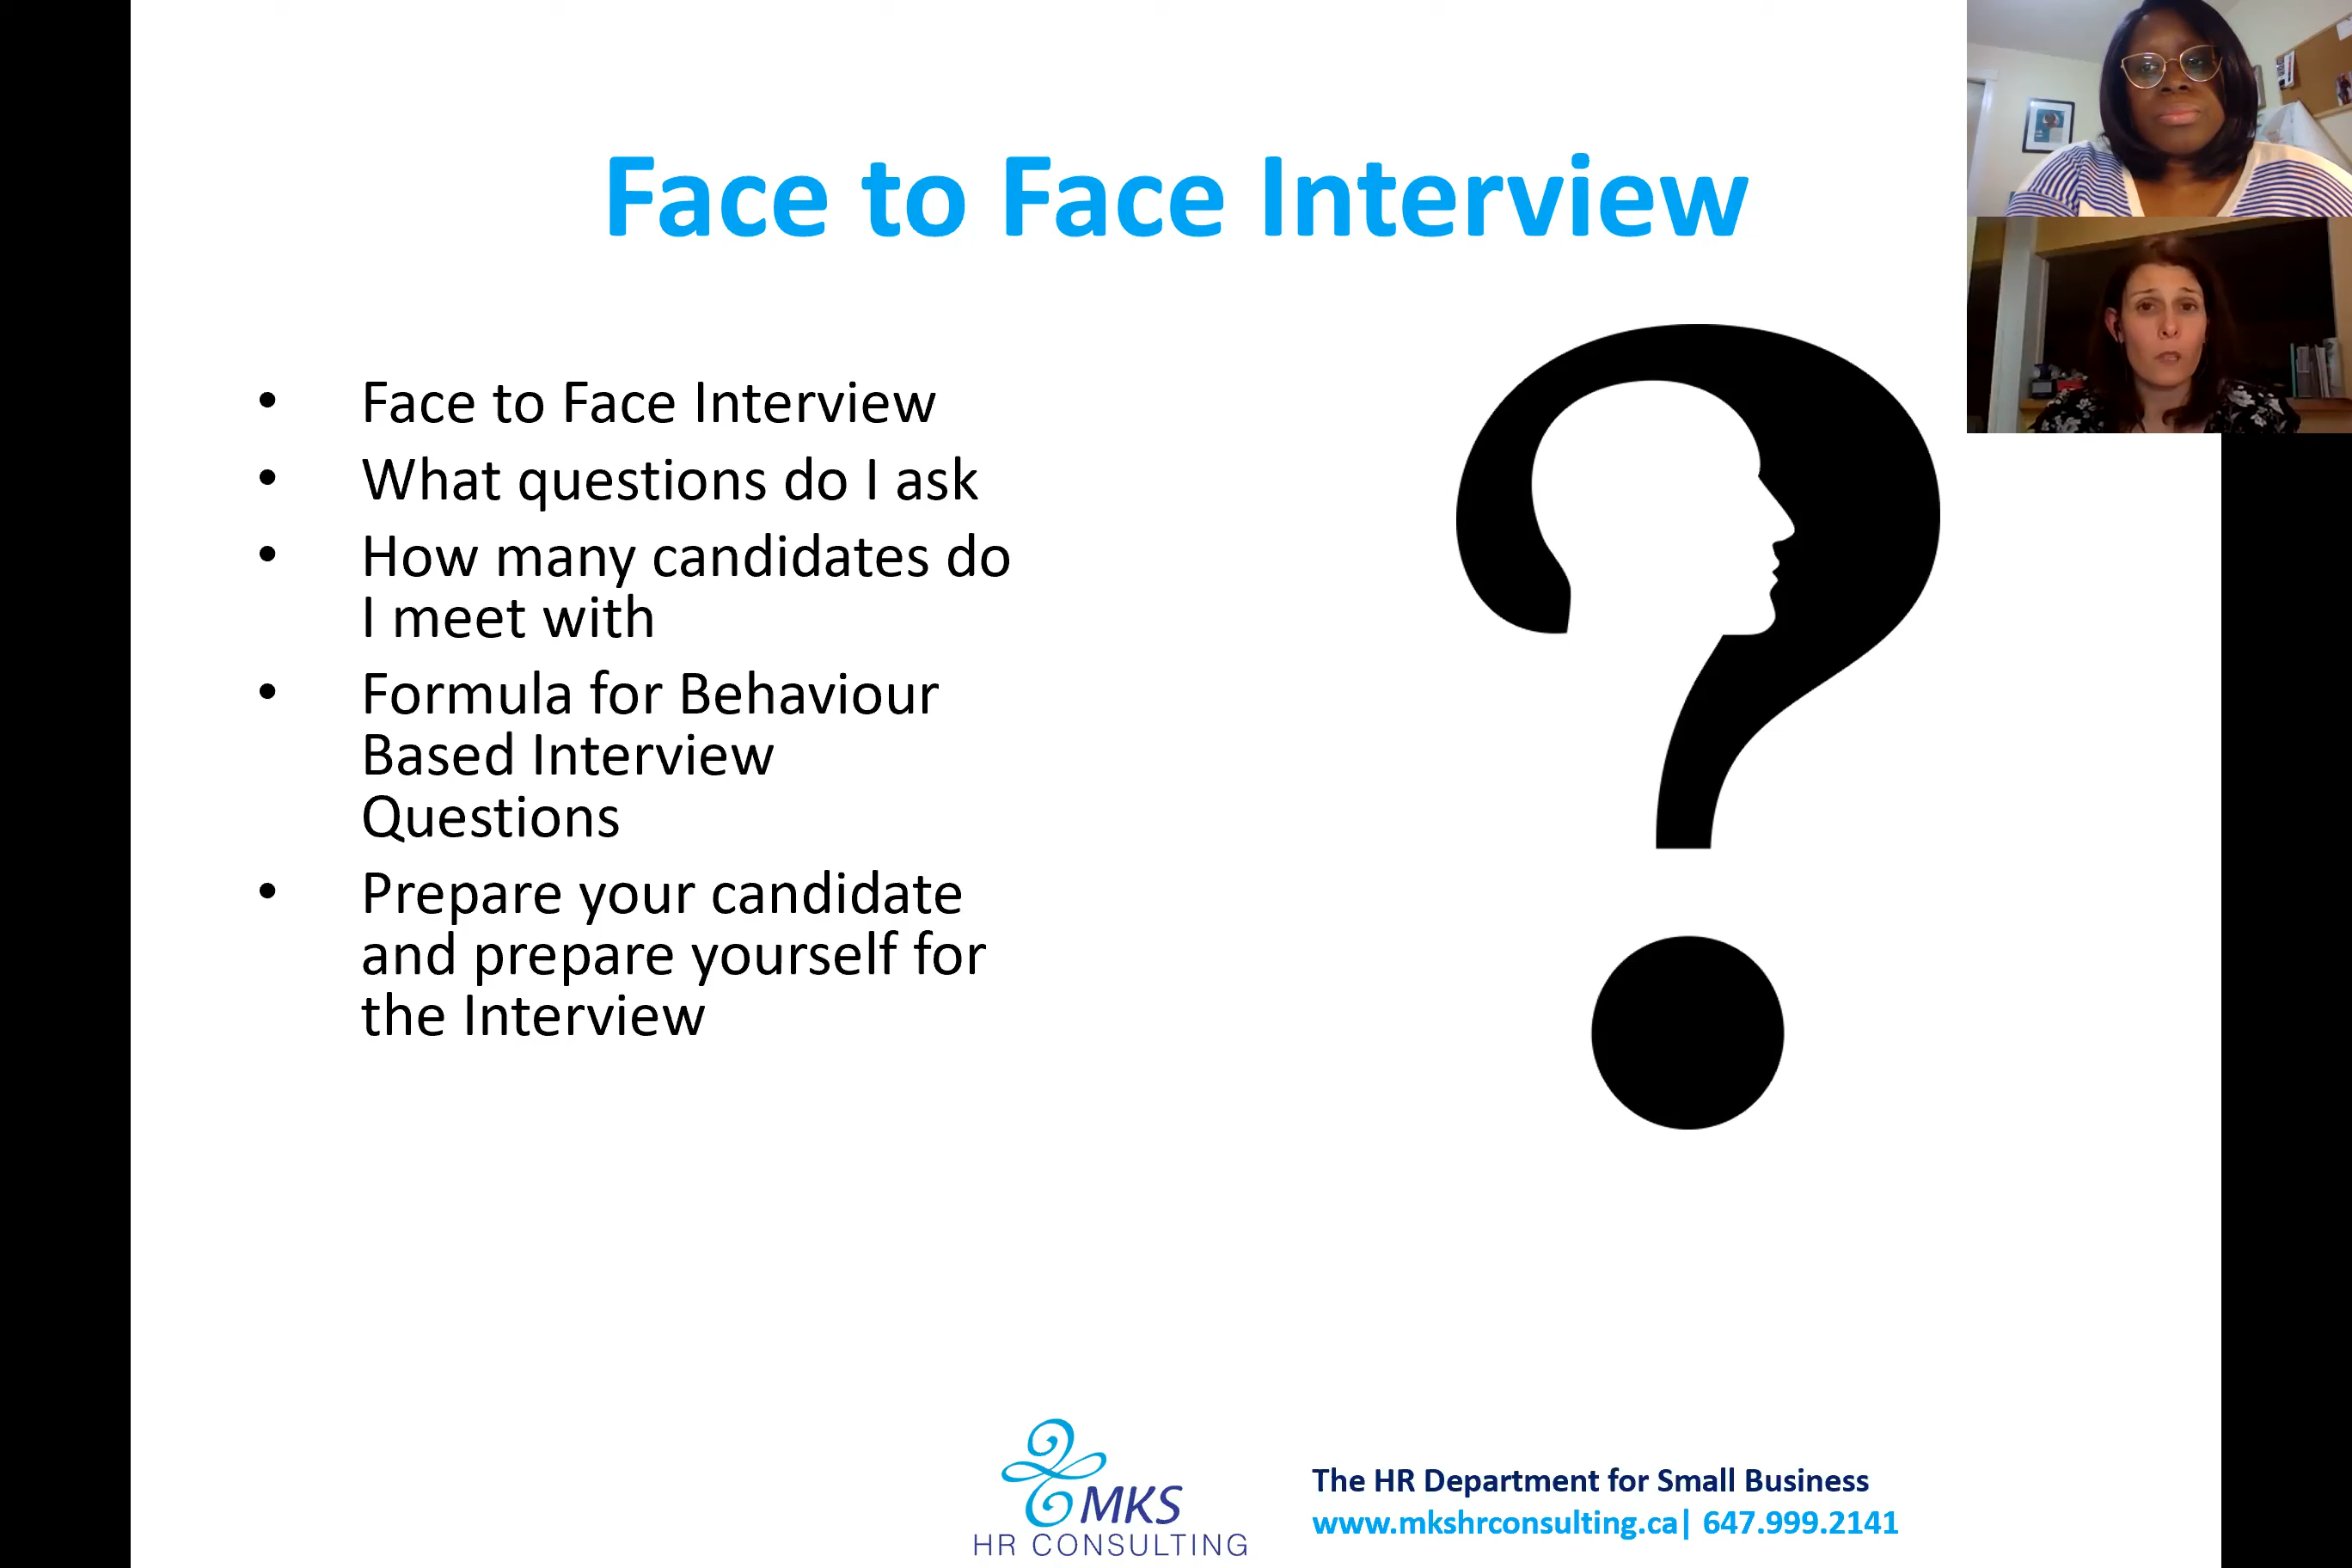 Face to Face Interview
• Face to Face Interview
• What questions do I ask
• How many candidates do
I meet with
• Formula for Behaviour
Based Interview
Questions
• Prepare your candidate
and prepare yourself for
the Interview
MKS
HR CONSULTING
The HR Department for Small Business
www.mkshrconsulting.ca| 647.999.2141